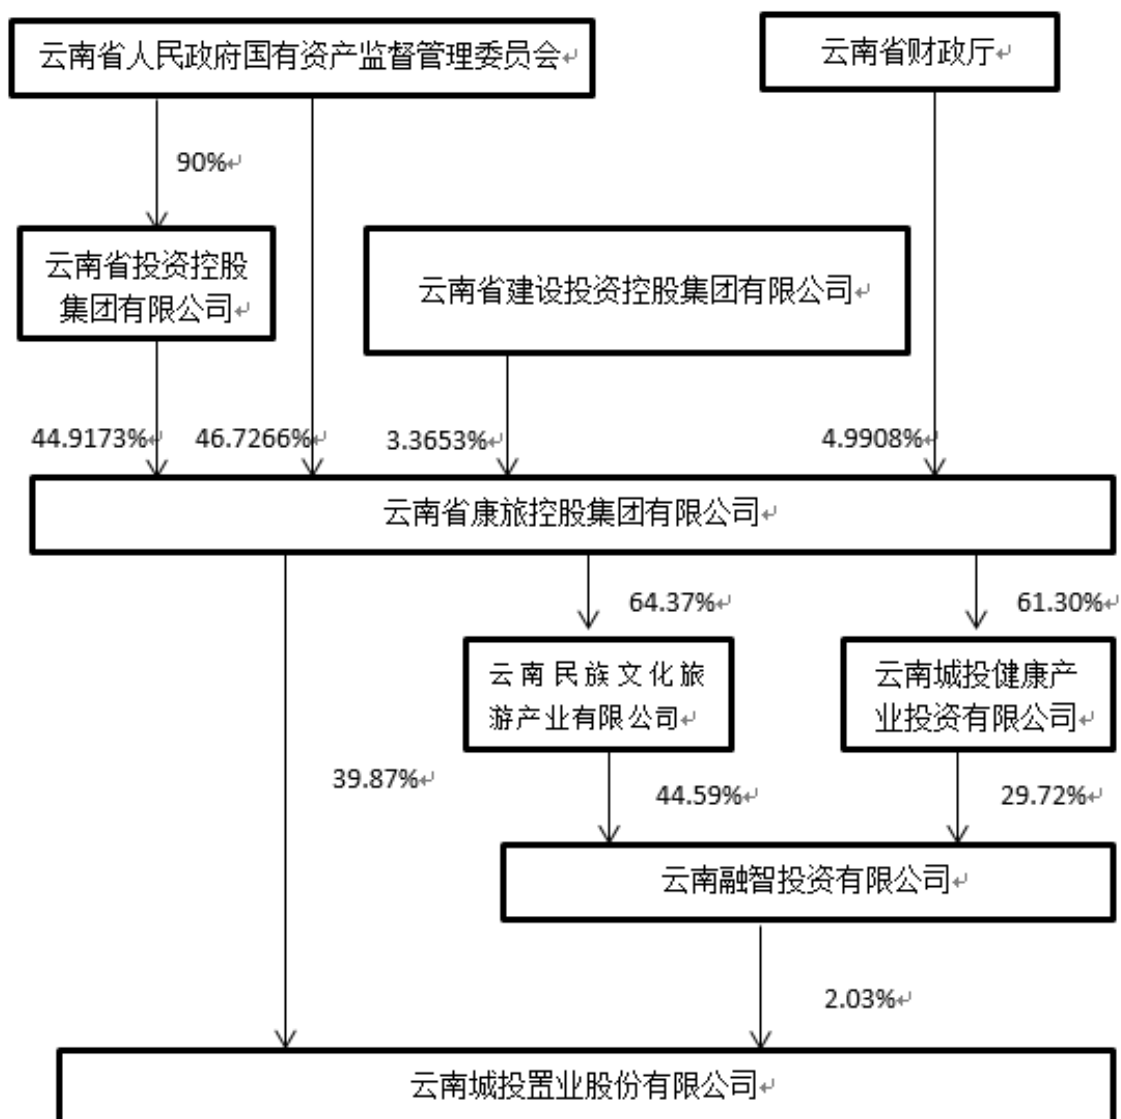 云南省人民政府国有资产监督管理委员会↵
云南省财政厅↵
90%↵
云南省投资控股
集团有限公司↵
云南省建设投资控股集团有限公司↵
44.9173%↵
46.7266%↵
3.3653%↵
4.9908%↵
云南省康旅控股集团有限公司↵
64.37%↵
61.30%↵
云南民族文化旅
游产业有限公司↵
云南城投健康产
业投资有限公司↵
39.87%↵
44.59%↵
29.72%↵
云南融智投资有限公司↵
2.03%↵
云南城投置业股份有限公司↵